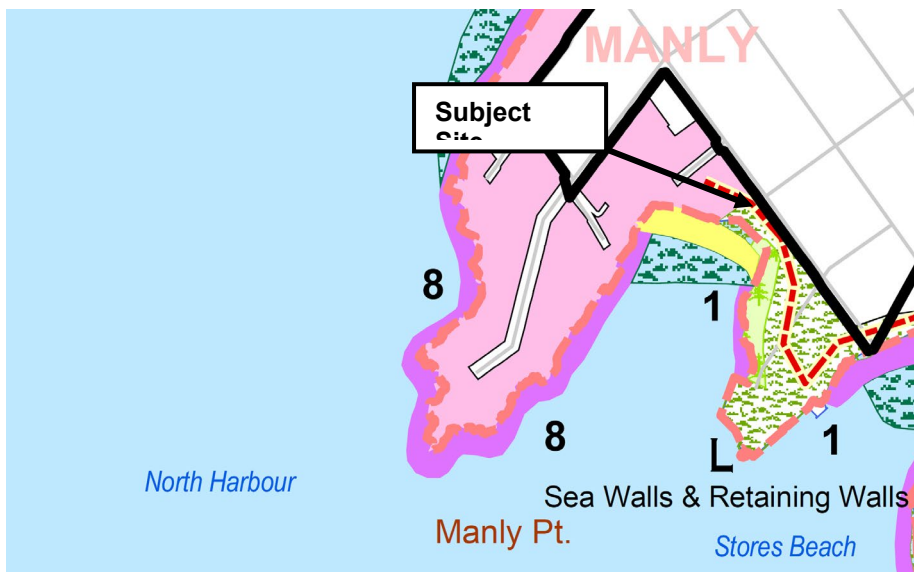 MANLY
Subject
8
1
8
1
L
North Harbour
Sea Walls & Retaining Walls
Manly Pt.
Stores Beach